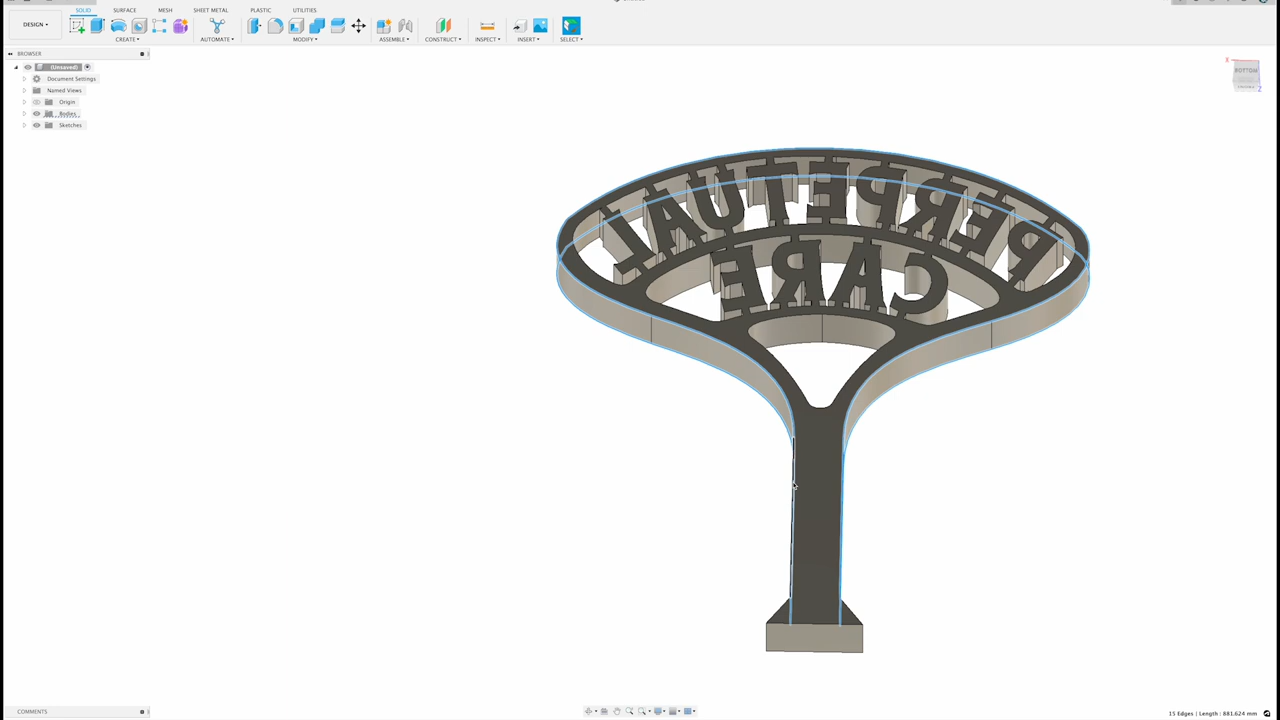 SOLID SURFACE MESH SHEET METAL PLASTIC UTILITIES
DESIGN
CREATE AUTOMATE MODIFY ASSEMBLE CONSTRUCT INSPECT INSERT SELECT
BROWSER
(Unsaved)
Document Settings
Named Views
Origin
Bodies
Sketches
X
BOTTOM
Z
PERPETUAL
CARE
COMMENTS
15 Edges | Length : 881.624 mm